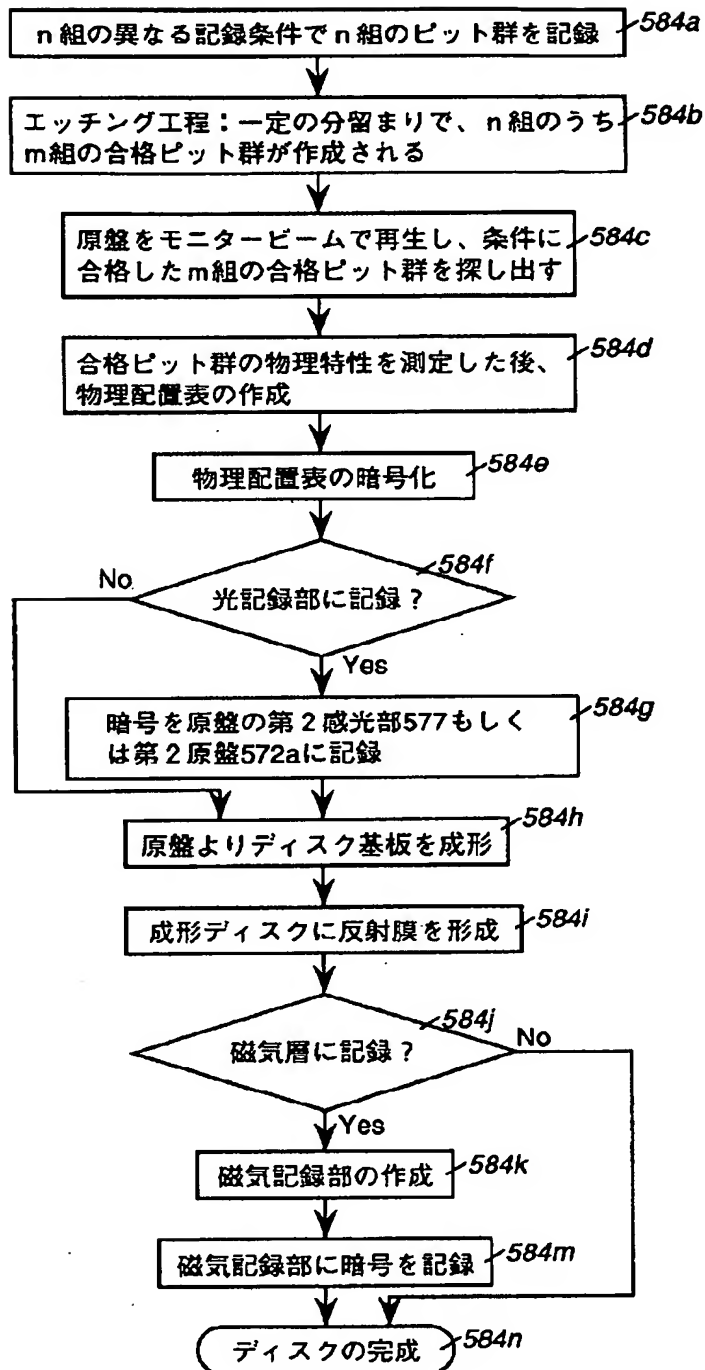 n組の異なる記録条件でn組のピット群を記録
584a
エッチング工程：一定の分留まりで、n組のうち
m組の合格ピット群が作成される
584b
原盤をモニタービームで再生し、条件に
合格したm組の合格ピット群を探し出す
584c
合格ピット群の物理特性を測定した後、
物理配置表の作成
584d
物理配置表の暗号化
584e
光記録部に記録？
584f
No
Yes
暗号を原盤の第２感光部577もしく
は第２原盤572aに記録
584g
原盤よりディスク基板を成形
584h
成形ディスクに反射膜を形成
584i
磁気層に記録？
584j
No
Yes
磁気記録部の作成
584k
磁気記録部に暗号を記録
584m
ディスクの完成
584n